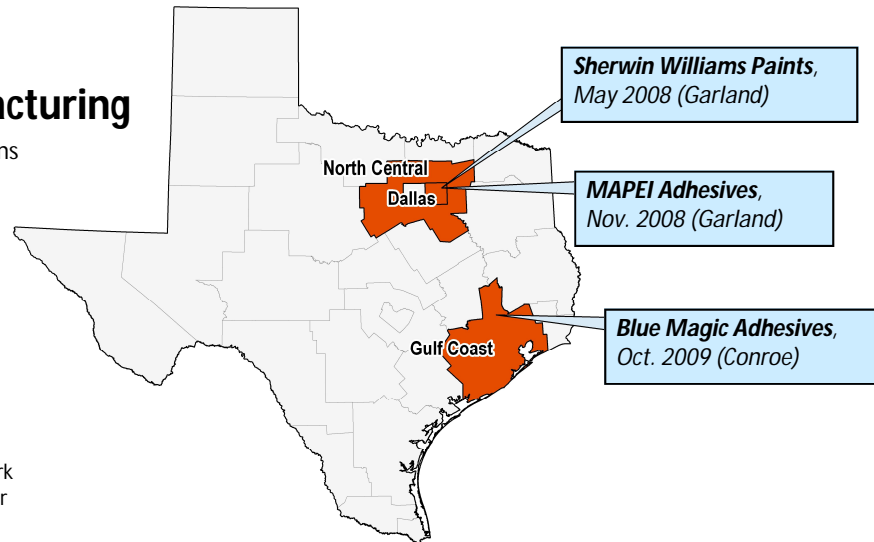 acturing
ns
Sherwin Williams Paints,
May 2008 (Garland)
North Central
Dallas
MAPEI Adhesives,
Nov. 2008 (Garland)
Blue Magic Adhesives,
Oct. 2009 (Conroe)
Gulf Coast
rk
r